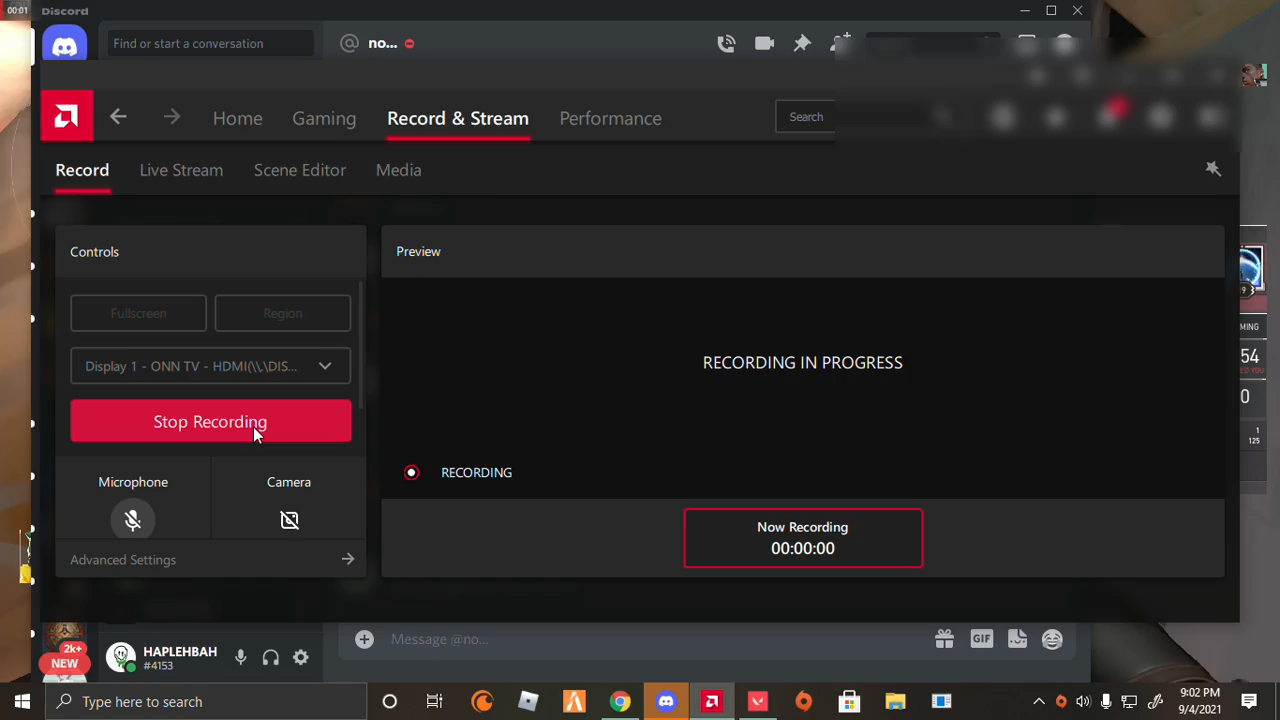 00:01 Discord
Find or start a conversation
no...
Home Gaming Record & Stream Performance Search
Record Live Stream Scene Editor Media
Controls
Preview
Fullscreen Region
Display 1 - ONN TV - HDMI(\\.\DIS...
RECORDING IN PROGRESS
Stop Recording
RECORDING
Microphone Camera
Now Recording
00:00:00
Advanced Settings
MING
54
0
1
125
2K+
NEW
HAPLEHBAH
#4153
Message @no...
GIF
Type here to search
9:02 PM
9/4/2021